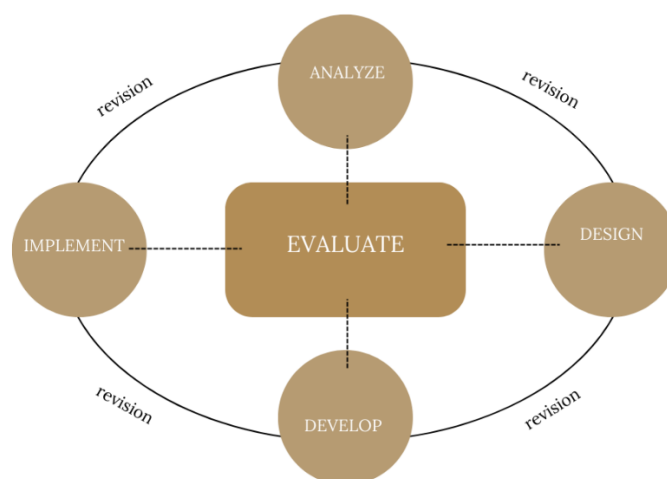 ANALYZE
revision
revision
IMPLEMENT
EVALUATE
DESIGN
revision
revision
DEVELOP